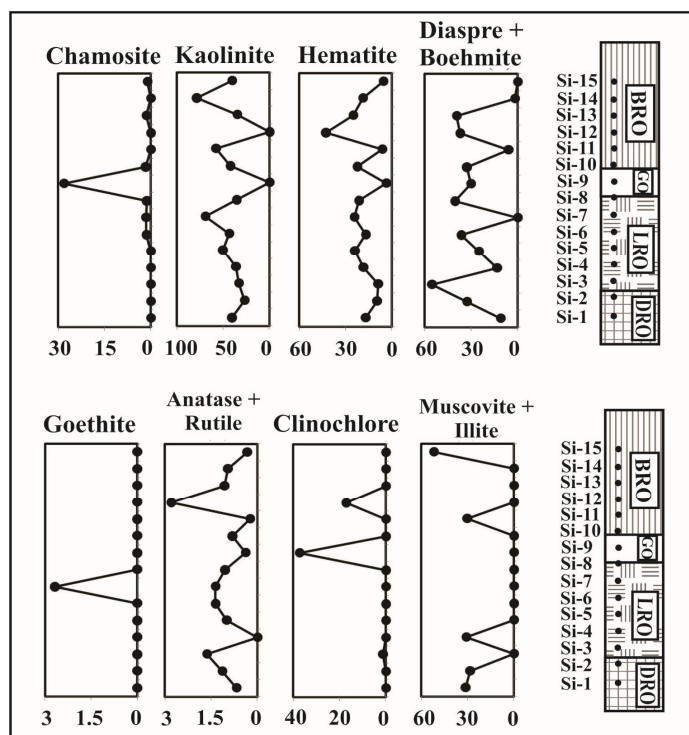 Chamosite
Kaolinite
Hematite
Diaspre +
Boehmite
Si-15
Si-14
Si-13
Si-12
Si-11
Si-10
Si-9
Si-8
Si-7
Si-6
Si-5
Si-4
Si-3
Si-2
Si-1
BRO
GO
LRO
DRO
30 15 0
100 50 0
60 30 0
60 30 0
Goethite
Anatase +
Rutile
Clinochlore
Muscovite +
Illite
Si-15
Si-14
Si-13
Si-12
Si-11
Si-10
Si-9
Si-8
Si-7
Si-6
Si-5
Si-4
Si-3
Si-2
Si-1
BRO
GO
LRO
DRO
3 1.5 0
3 1.5 0
40 20 0
60 30 0